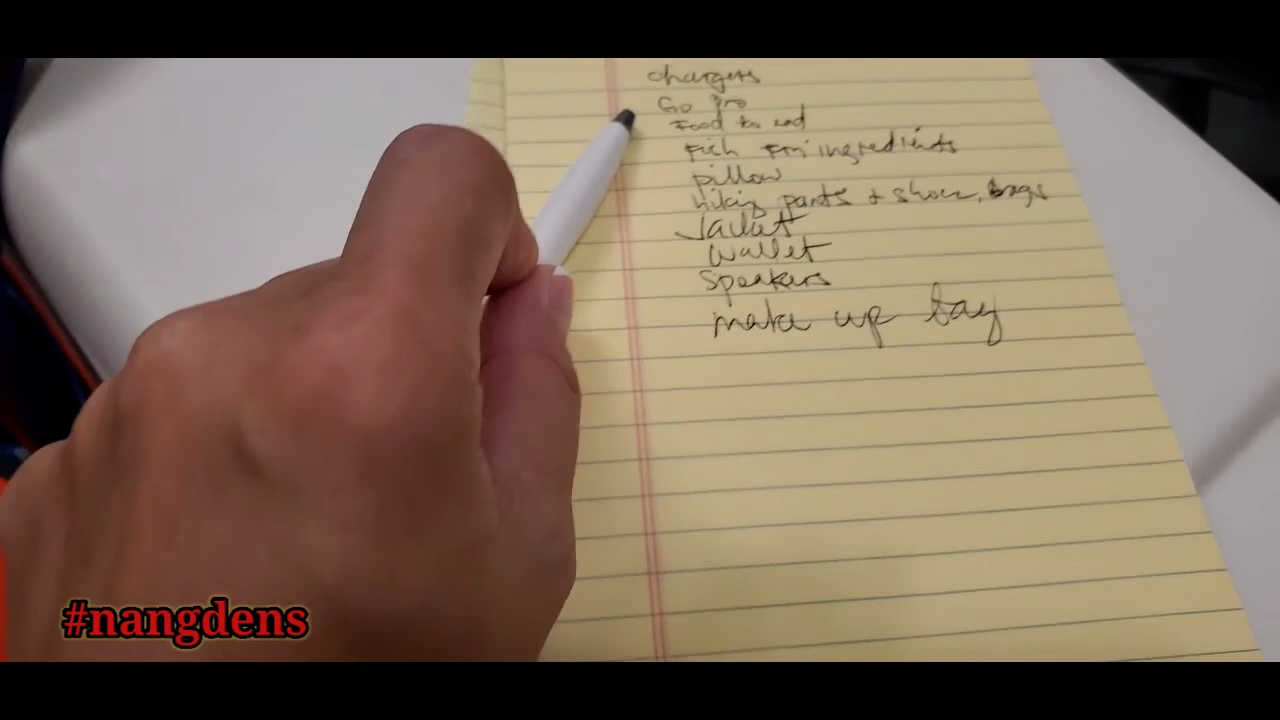 chargers
Go Pro
Food to ead
Fish Fry ingredients
pillow
hiking pants + shoes, bags
Jacket
wallet
speakers
make up bag
#nangdens